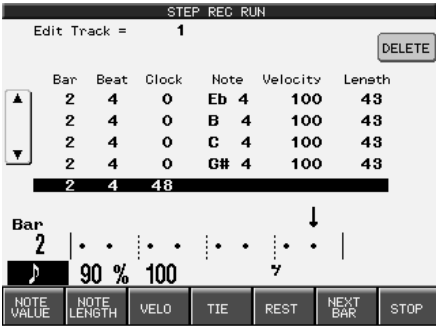 STEP REC RUN
Edit Track = 1
DELETE
Bar Beat Clock Note Velocity Length
2 4 0 Eb 4 100 43
2 4 0 B 4 100 43
2 4 0 C 4 100 43
2 4 0 G# 4 100 43
2 4 48
Bar
2
90 % 100
NOTE VALUE NOTE LENGTH VELO TIE REST NEXT BAR STOP